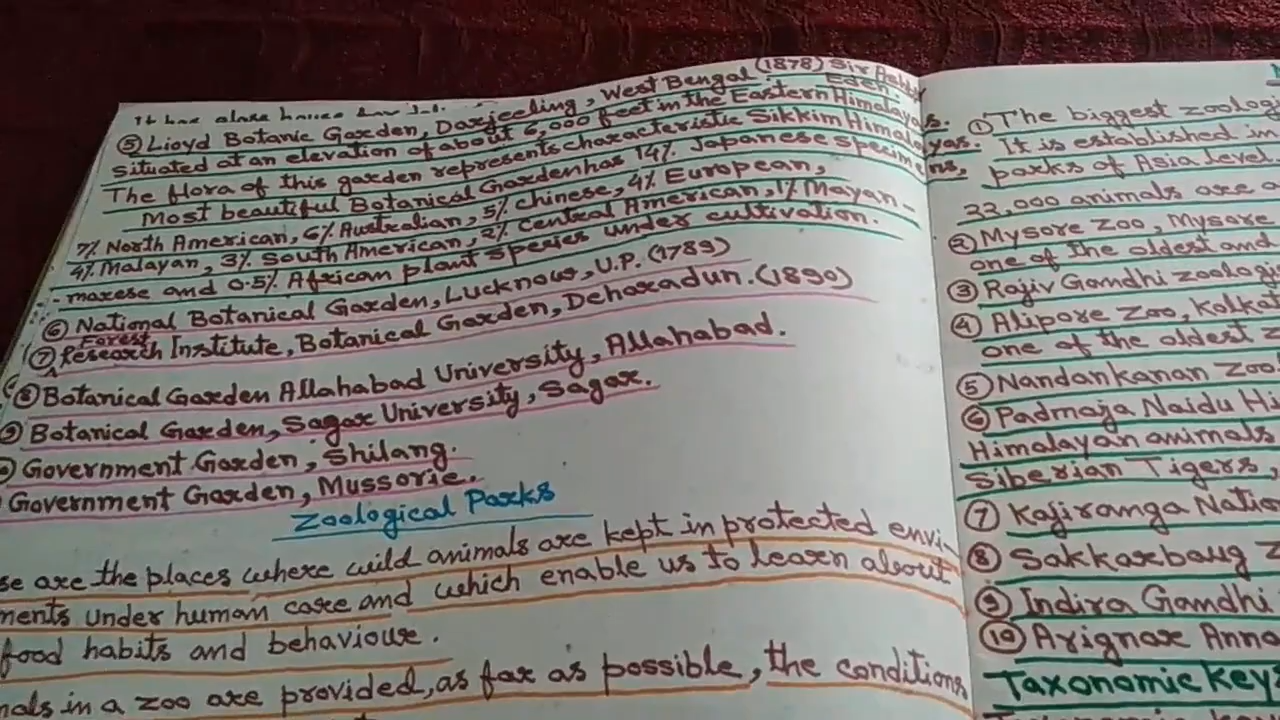 ⑤ Lioyd Botanic Garden, Darjeeling, West Bengal (1878) Sir
Eden.
situated at an elevation of about 6,000 feet in the Eastern Himalayas.
The flora of this garden represents characteristic Sikkim Himalayas.
Most beautiful Botanical Garden has 14% Japanese specimens,
7% North American, 6% Australian, 5% Chinese, 4% European,
4% Malayan, 3% South American, 2% Central American, 1% Mayan-
-marese and 0.5% African plant species under cultivation.
⑥ National Botanical Garden, Lucknow, U.P. (1789)
⑦ Forest Research Institute, Botanical Garden, Dehradun. (1890)
⑧ Botanical Garden Allahabad University, Allahabad.
⑨ Botanical Garden, Sagar University, Sagar.
Government Garden, Shilang.
Government Garden, Mussorie.
Zoological Parks
se are the places where wild animals are kept in protected envi-
ments under human care and which enable us to learn about
food habits and behaviour.
mals in a zoo are provided, as far as possible, the conditions
① The biggest zoologi
It is established in
parks of Asia level.
animals are
② Mysore Zoo, Mysore
one of the oldest and
③ Rajiv Gandhi zoologi
④ Alipore Zoo, Kolkat
one of the oldest z
⑤ Nandankanan Zool
⑥ Padmaja Naidu Hi
Himalayan animals
Siberian Tigers,
⑦ Kajiranga Natio
⑧ Sakkarbaug Z
⑨ Indira Gandhi
⑩ Arignar Anna
Taxonomic keys